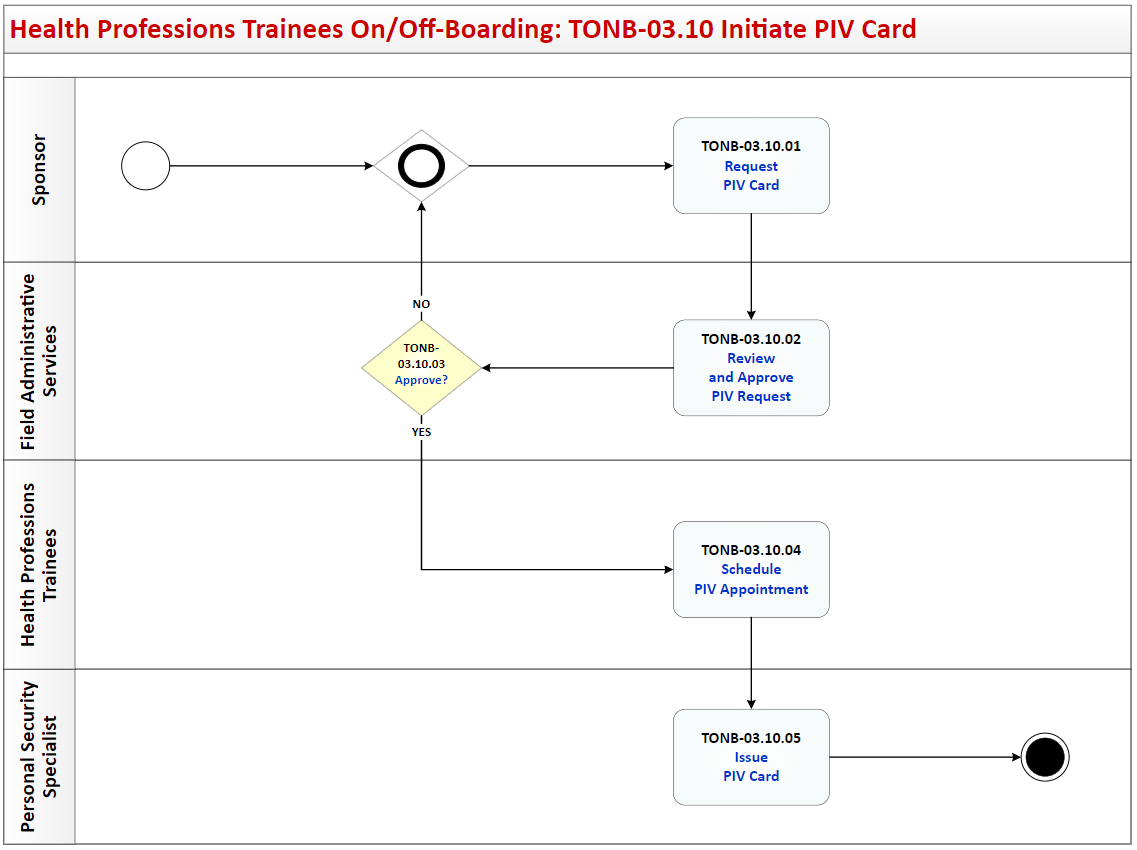 Health Professions Trainees On/Off-Boarding: TONB-03.10 Initiate PIV Card
Sponsor
TONB-03.10.01
Request
PIV Card
Field Administrative
Services
NO
TONB-
03.10.03
Approve?
YES
TONB-03.10.02
Review
and Approve
PIV Request
Health Professions
Trainees
TONB-03.10.04
Schedule
PIV Appointment
Personal Security
Specialist
TONB-03.10.05
Issue
PIV Card